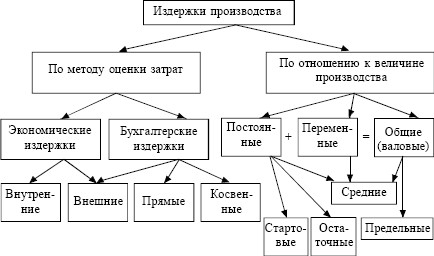 Издержки производства
По методу оценки затрат
По отношению к величине
производства
Экономические
издержки
Бухгалтерские
издержки
Постоян-
ные
+
Перемен-
ные
=
Общие
(валовые)
Внутрен-
ние
Внешние
Прямые
Косвен-
ные
Средние
Старто-
вые
Оста-
точные
Предельные